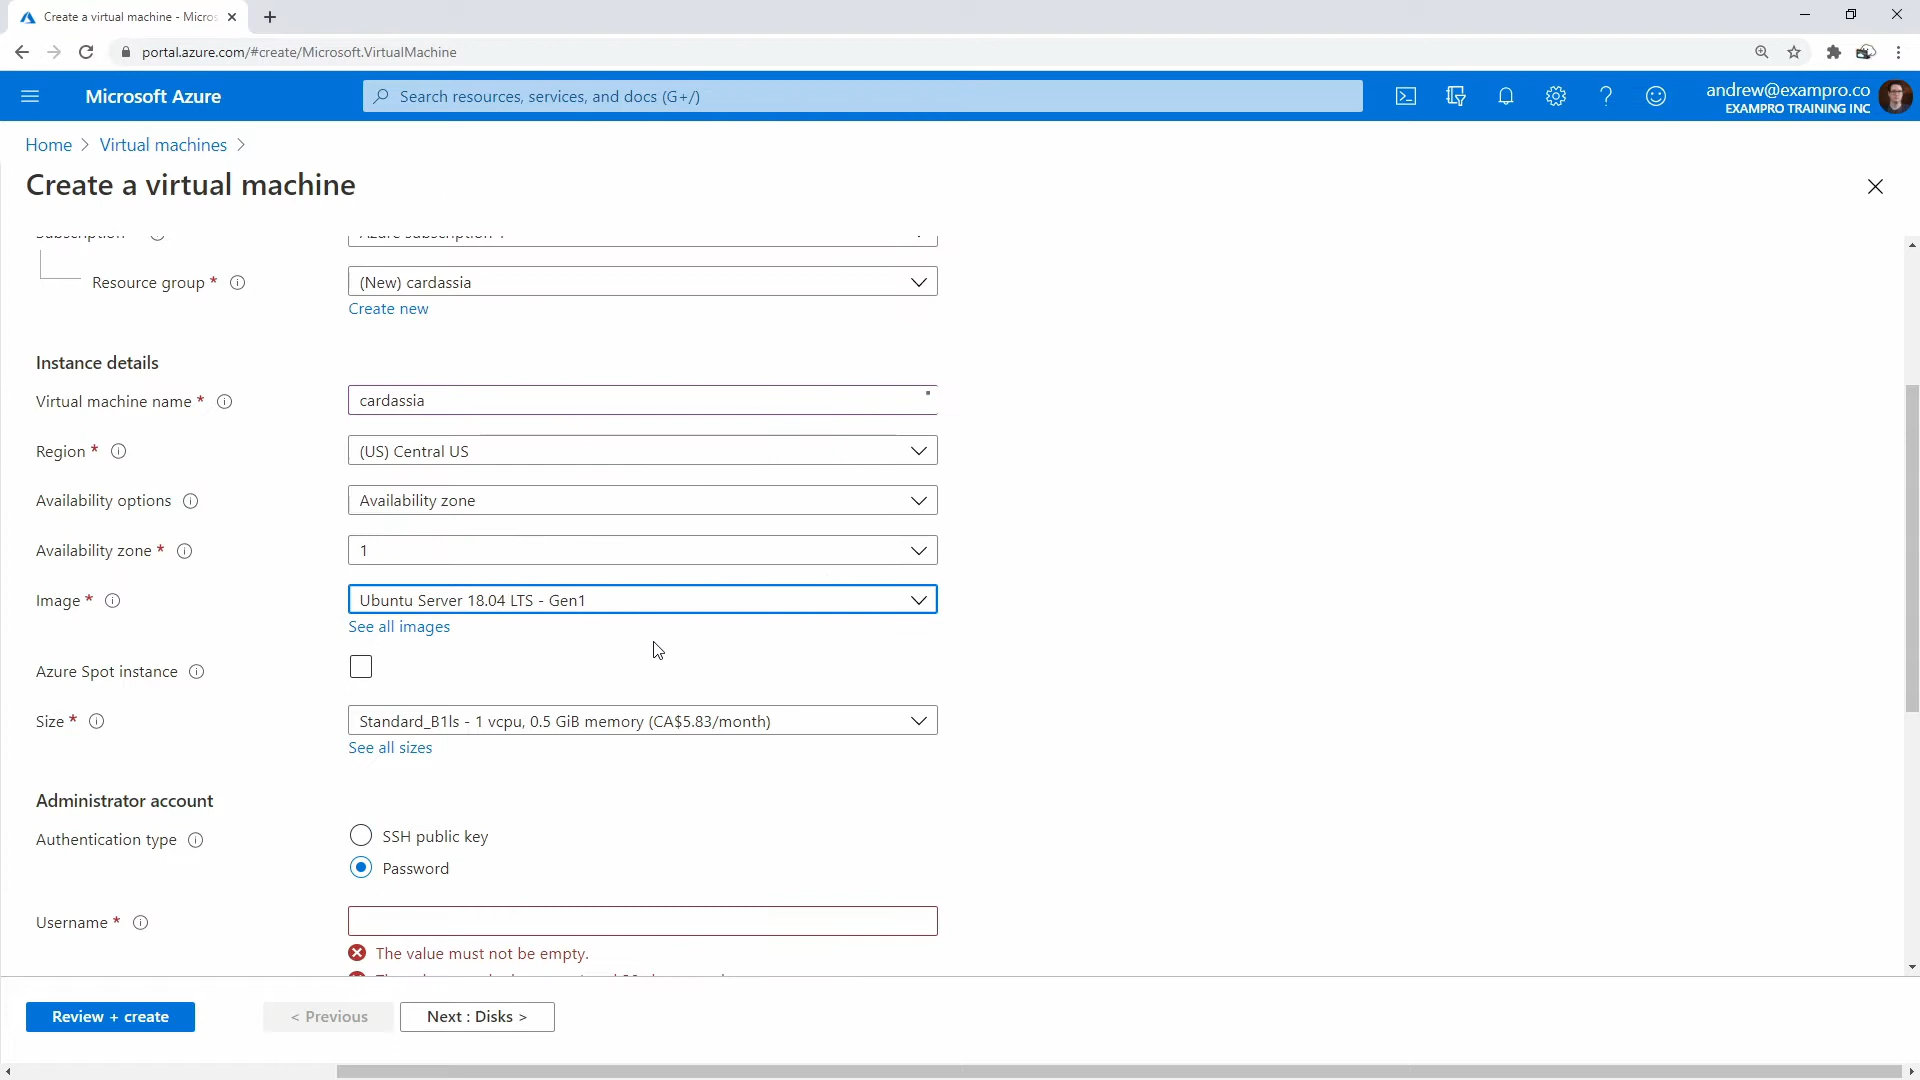 Create a virtual machine - Micros
portal.azure.com/#create/Microsoft.VirtualMachine
Microsoft Azure
Search resources, services, and docs (G+/)
andrew@exampro.co
EXAMPRO TRAINING INC
Home > Virtual machines >
Create a virtual machine
Resource group *
(New) cardassia
Create new
Instance details
Virtual machine name *
cardassia
Region *
(US) Central US
Availability options
Availability zone
Availability zone *
1
Image *
Ubuntu Server 18.04 LTS - Gen1
See all images
Azure Spot instance
Size *
Standard_B1ls - 1 vcpu, 0.5 GiB memory (CA$5.83/month)
See all sizes
Administrator account
Authentication type
SSH public key
Password
Username *
The value must not be empty.
Review + create
< Previous
Next : Disks >